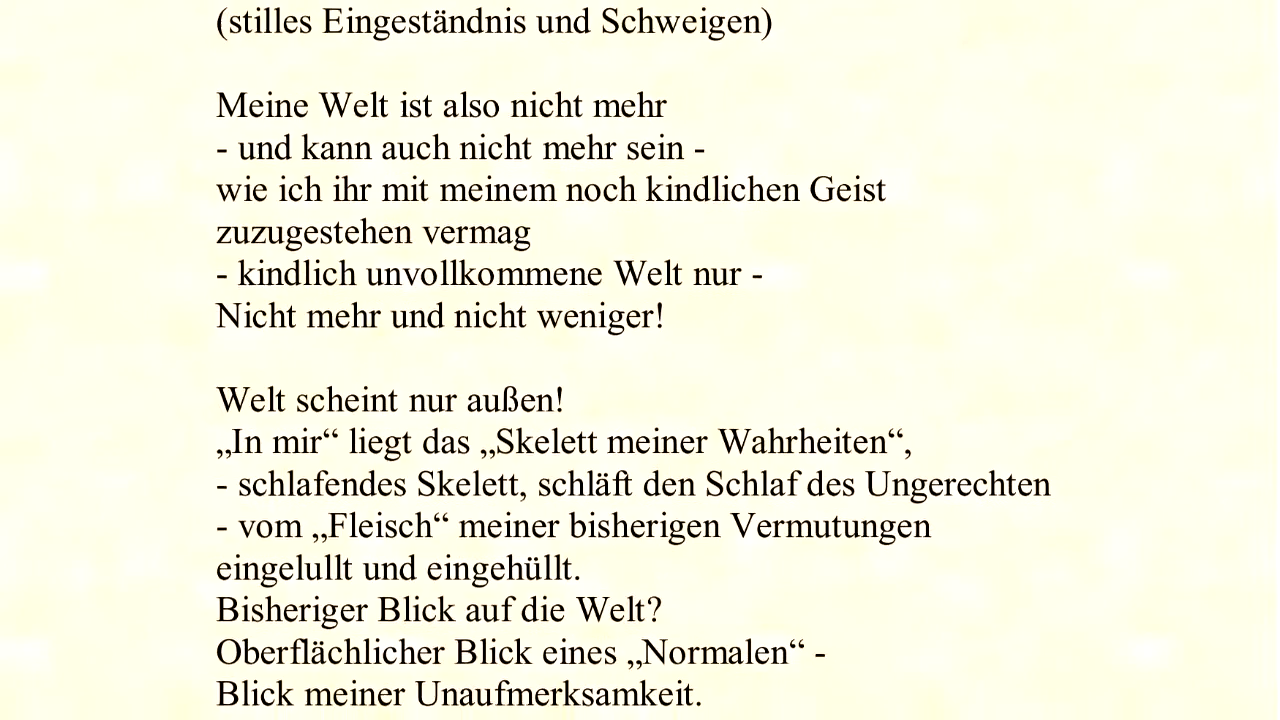 (stilles Eingeständnis und Schweigen)
Meine Welt ist also nicht mehr
- und kann auch nicht mehr sein -
wie ich ihr mit meinem noch kindlichen Geist
zuzugestehen vermag
- kindlich unvollkommene Welt nur -
Nicht mehr und nicht weniger!
Welt scheint nur außen!
„In mir“ liegt das „Skelett meiner Wahrheiten“,
- schlafendes Skelett, schläft den Schlaf des Ungerechten
- vom „Fleisch“ meiner bisherigen Vermutungen
eingelullt und eingehüllt.
Bisheriger Blick auf die Welt?
Oberflächlicher Blick eines „Normalen“ -
Blick meiner Unaufmerksamkeit.